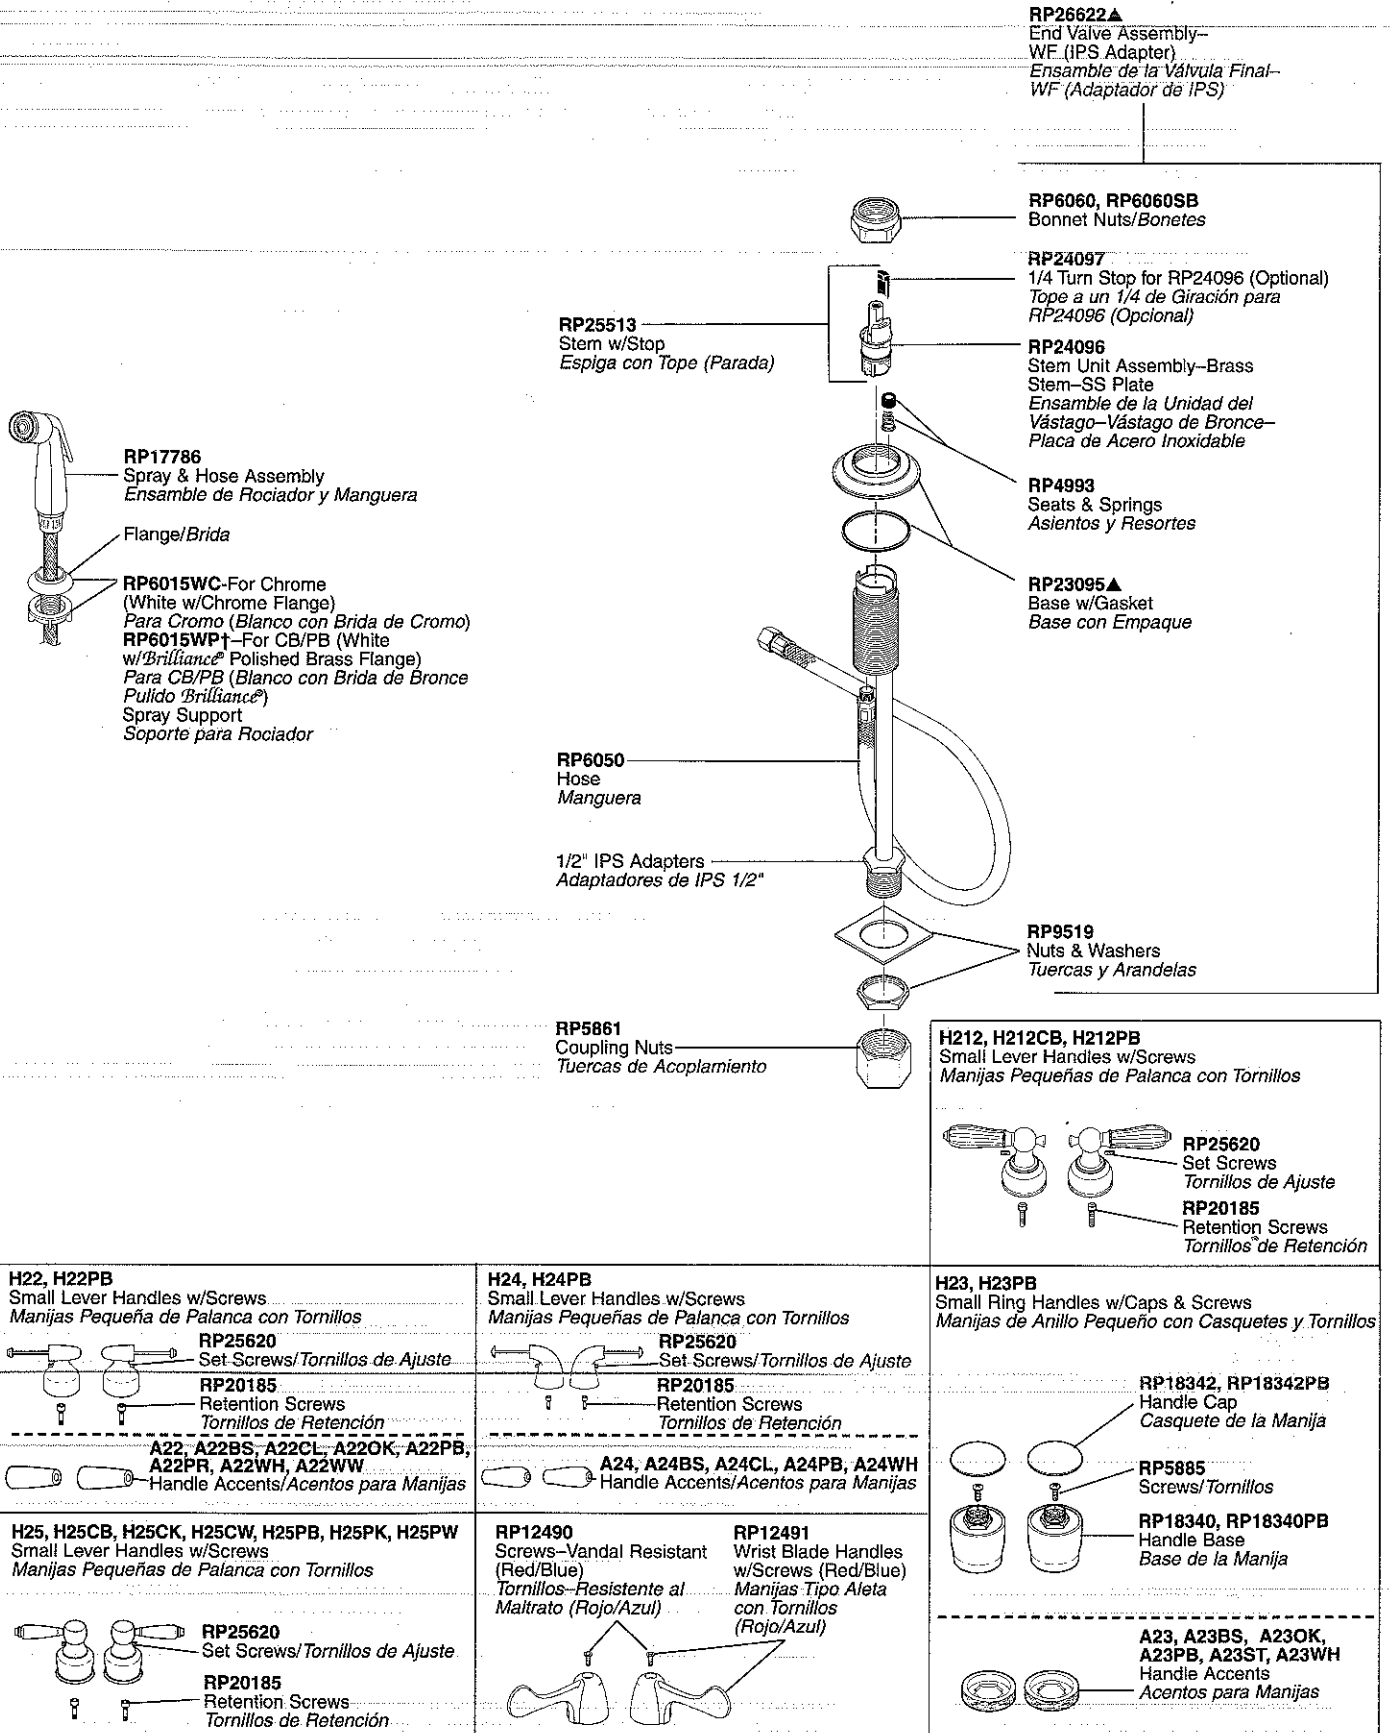 RP26622▲
End Valve Assembly–
WF (IPS Adapter)
Ensamble de la Válvula Final–
WF (Adaptador de IPS)
RP6060, RP6060SB
Bonnet Nuts/Bonetes
RP24097
1/4 Turn Stop for RP24096 (Optional)
Tope a un 1/4 de Giración para
RP24096 (Opcional)
RP25513
Stem w/Stop
Espiga con Tope (Parada)
RP24096
Stem Unit Assembly–Brass
Stem–SS Plate
Ensamble de la Unidad del
Vástago–Vástago de Bronce–
Placa de Acero Inoxidable
RP17786
Spray & Hose Assembly
Ensamble de Rociador y Manguera
Flange/Brida
RP4993
Seats & Springs
Asientos y Resortes
RP6015WC-For Chrome
(White w/Chrome Flange)
Para Cromo (Blanco con Brida de Cromo)
RP6015WP†–For CB/PB (White
w/Brilliance® Polished Brass Flange)
Para CB/PB (Blanco con Brida de Bronce
Pulido Brilliance®)
Spray Support
Soporte para Rociador
RP23095▲
Base w/Gasket
Base con Empaque
RP6050
Hose
Manguera
1/2" IPS Adapters
Adaptadores de IPS 1/2"
RP9519
Nuts & Washers
Tuercas y Arandelas
RP5861
Coupling Nuts
Tuercas de Acoplamiento
H212, H212CB, H212PB
Small Lever Handles w/Screws
Manijas Pequeñas de Palanca con Tornillos
RP25620
Set Screws
Tornillos de Ajuste
RP20185
Retention Screws
Tornillos de Retención
H22, H22PB
Small Lever Handles w/Screws
Manijas Pequeña de Palanca con Tornillos
RP25620
Set Screws/Tornillos de Ajuste
RP20185
Retention Screws
Tornillos de Retención
A22, A22BS, A22CL, A22OK, A22PB,
A22PR, A22WH, A22WW
Handle Accents/Acentos para Manijas
H24, H24PB
Small Lever Handles w/Screws
Manijas Pequeñas de Palanca con Tornillos
RP25620
Set Screws/Tornillos de Ajuste
RP20185
Retention Screws
Tornillos de Retención
A24, A24BS, A24CL, A24PB, A24WH
Handle Accents/Acentos para Manijas
H23, H23PB
Small Ring Handles w/Caps & Screws
Manijas de Anillo Pequeño con Casquetes y Tornillos
RP18342, RP18342PB
Handle Cap
Casquete de la Manija
RP5885
Screws/Tornillos
RP18340, RP18340PB
Handle Base
Base de la Manija
A23, A23BS, A23OK,
A23PB, A23ST, A23WH
Handle Accents
Acentos para Manijas
H25, H25CB, H25CK, H25CW, H25PB, H25PK, H25PW
Small Lever Handles w/Screws
Manijas Pequeñas de Palanca con Tornillos
RP25620
Set Screws/Tornillos de Ajuste
RP20185
Retention Screws
Tornillos de Retención
RP12490
Screws–Vandal Resistant
(Red/Blue)
Tornillos–Resistente al
Maltrato (Rojo/Azul)
RP12491
Wrist Blade Handles
w/Screws (Red/Blue)
Manijas Tipo Aleta
con Tornillos
(Rojo/Azul)